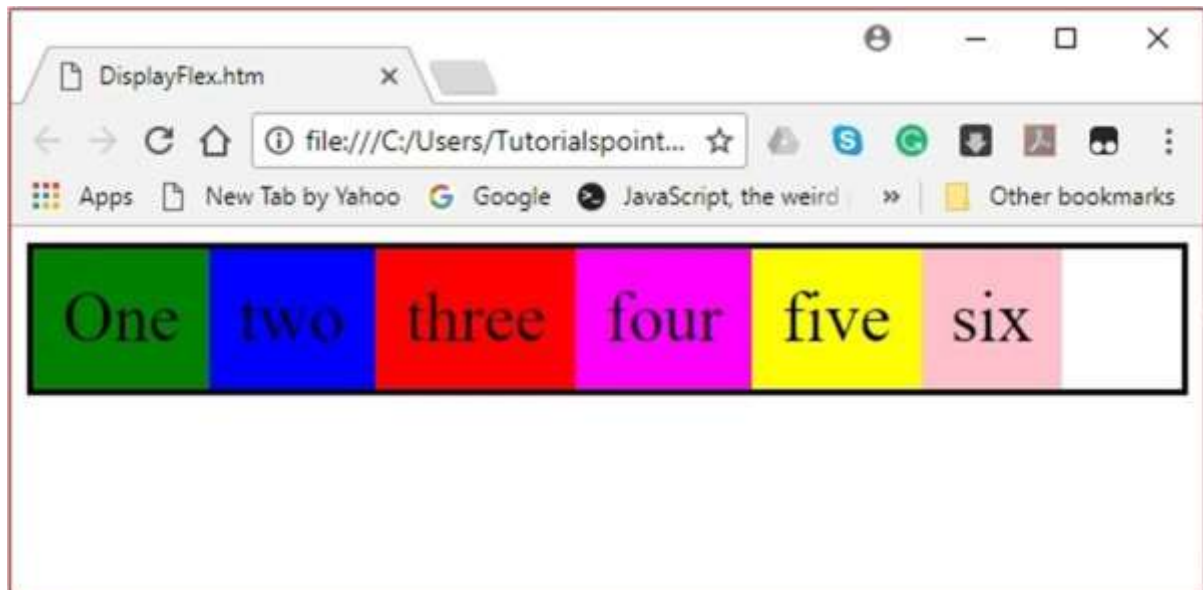 DisplayFlex.htm
file:///C:/Users/Tutorialspoint...
Apps New Tab by Yahoo Google JavaScript, the weird » Other bookmarks
One two three four five six